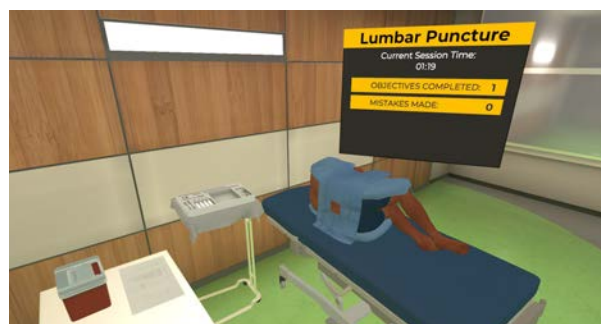 Lumbar Puncture
Current Session Time:
01:19
OBJECTIVES COMPLETED: 1
MISTAKES MADE: 0